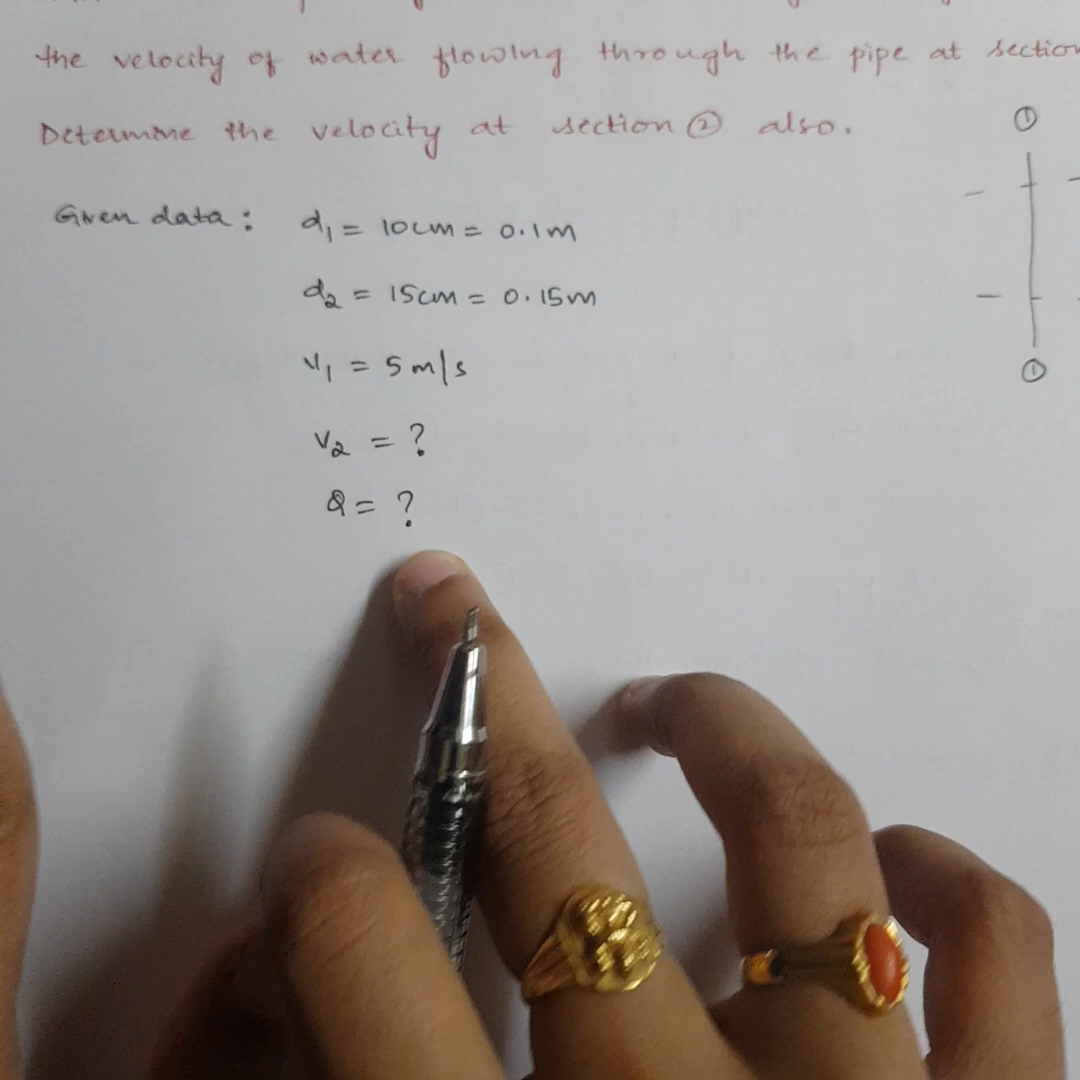 the velocity of water flowing through the pipe at section
Determine the velocity at section ② also.
①
Given data : d₁ = 10cm = 0.1m
d₂ = 15cm = 0.15m
V₁ = 5m/s
①
V₂ = ?
Q = ?